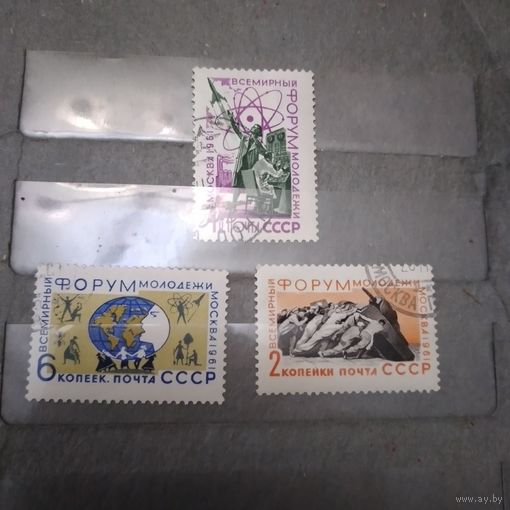 ВСЕМИРНЫЙ
ФОРУМ
МОЛОДЕЖИ
МОСКВА 1961
ПОЧТА СССР
ВСЕМИРНЫЙ
ФОРУМ МОЛОДЕЖИ
МОСКВА 1961
6 КОПЕЕК. ПОЧТА СССР
ВСЕМИРНЫЙ
ФОРУМ МОЛОДЕЖИ
МОСКВА 1961
МОСКВА
2 КОПЕЙКИ ПОЧТА СССР
www.ay.by